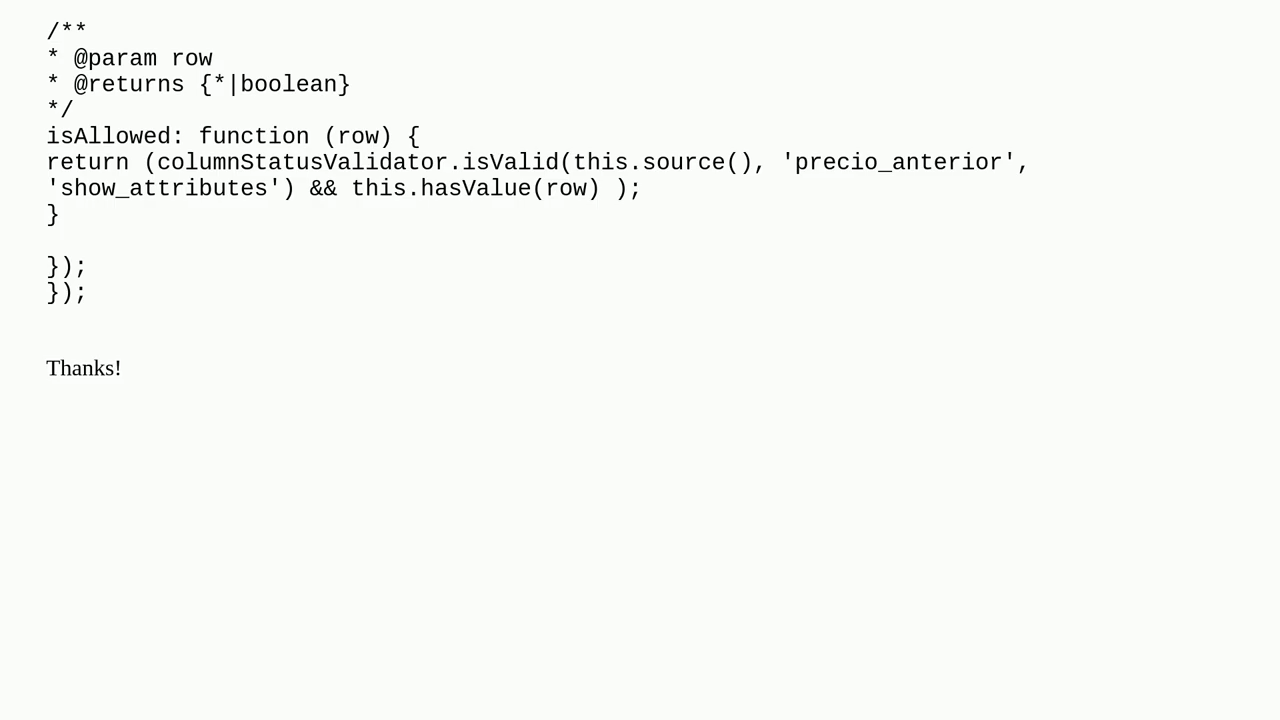 /**
* @param row
* @returns {*|boolean}
*/
isAllowed: function (row) {
return (columnStatusValidator.isValid(this.source(), 'precio_anterior',
'show_attributes') && this.hasValue(row) );
}
});
});
Thanks!